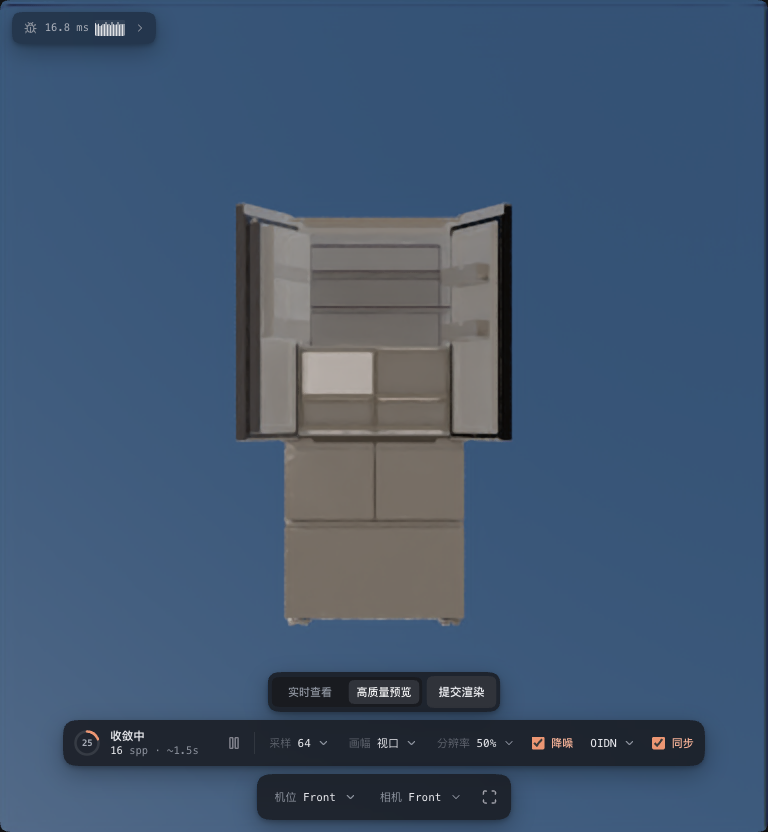 16.8 ms
实时查看 高质量预览 提交渲染
25 收敛中
16 spp · ~1.5s
采样 64 画幅 视口 分辨率 50% 降噪 OIDN 同步
机位 Front 相机 Front